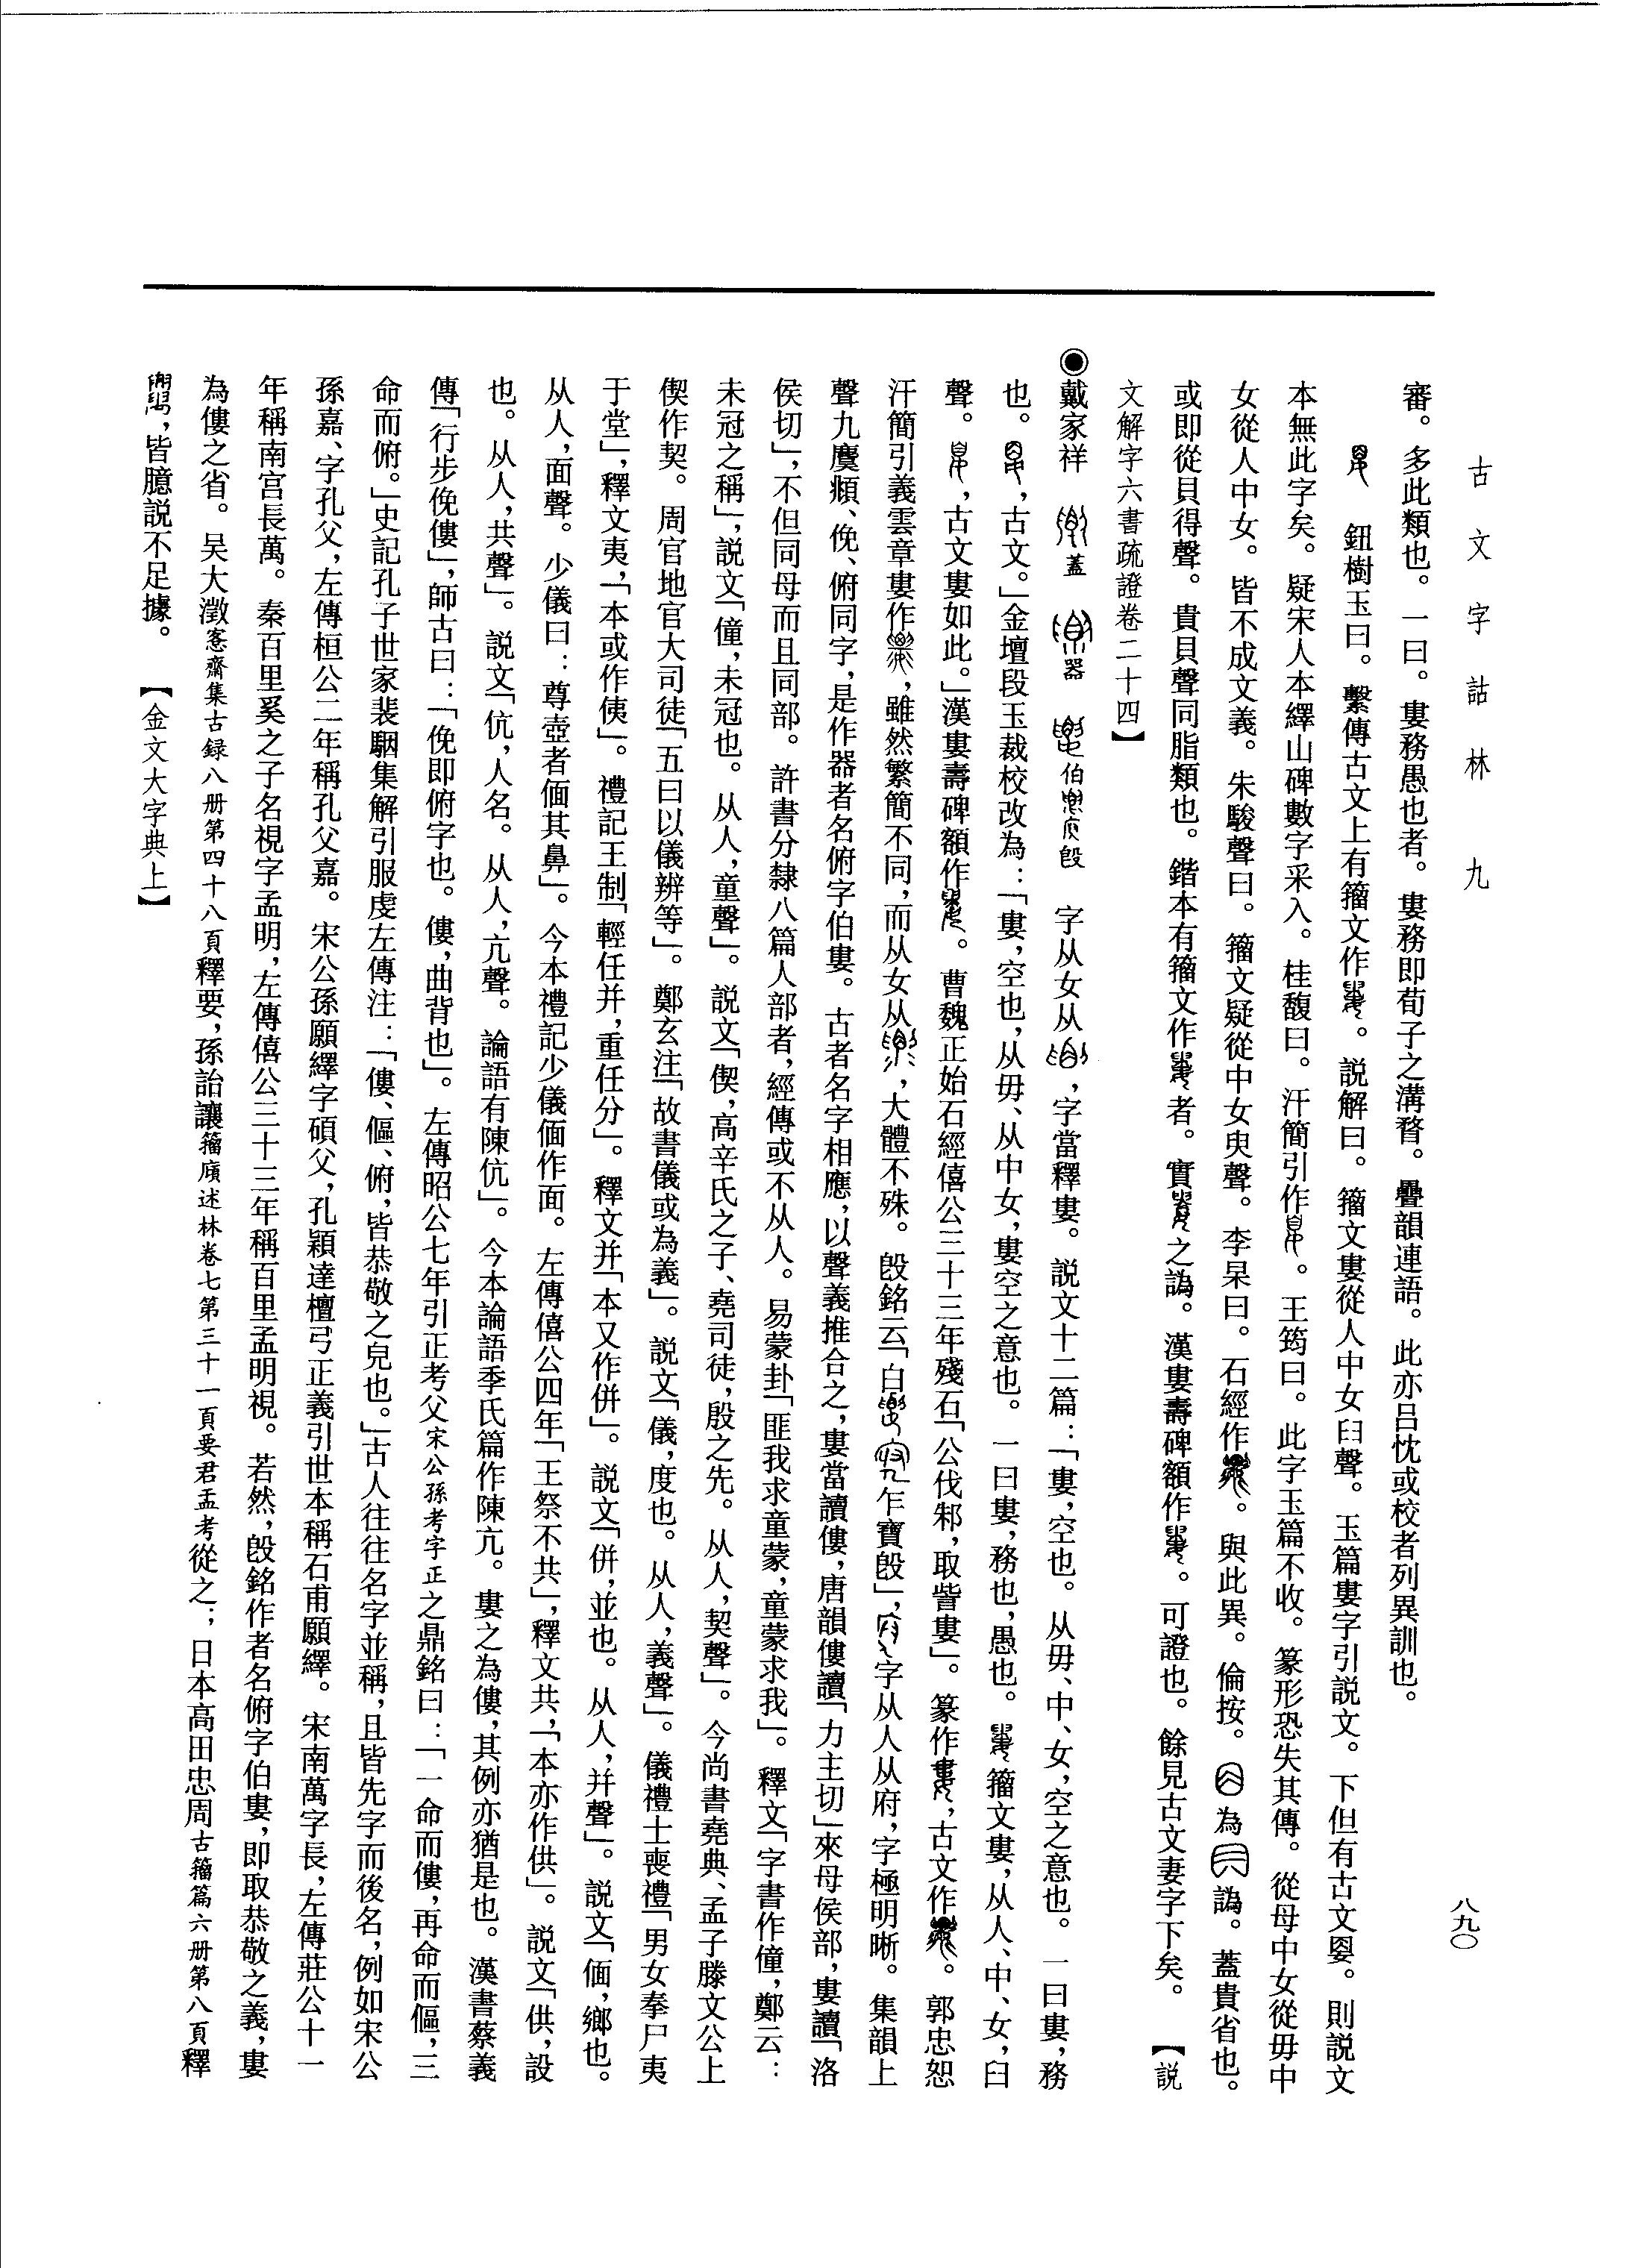 古文字詁林 九
八九〇
審。多此類也。一曰。婁務愚也者。婁務即荀子之溝瞀。疊韻連語。此亦呂忱或校者列異訓也。
鈕樹玉曰。繫傳古文上有籀文作。說解曰。籀文婁從人中女臼聲。玉篇婁字引説文。下但有古文㛐。則説文
本無此字矣。疑宋人本繹山碑數字采入。桂馥曰。汗簡引作。王筠曰。此字玉篇不收。篆形恐失其傳。從母中女從毋中
女從人中女。皆不成文義。朱駿聲曰。籀文疑從中女臾聲。李杲曰。石經作。與此異。倫按。為譌。蓋貴省也。
或即從貝得聲。貴貝聲同脂類也。鍇本有籀文作者。實之譌。漢婁壽碑額作。可證也。餘見古文妻字下矣。【説
文解字六書疏證卷二十四】
●戴家祥 蓋 器 伯殷 字从女从,字當釋婁。説文十二篇:「婁,空也。从毋、中、女,空之意也。一曰婁,務
也。,古文。」金壇段玉裁校改為:「婁,空也,从毋、从中女,婁空之意也。一曰婁,務也,愚也。籀文婁,从人、中、女,臼
聲。,古文婁如此。」漢婁壽碑額作。曹魏正始石經僖公三十三年殘石「公伐邾,取訾婁」。篆作,古文作。郭忠恕
汗簡引義雲章婁作,雖然繁簡不同,而从女从,大體不殊。殷銘云「白乍寶殷」,字从人从府,字極明晰。集韻上
聲九麌頫、俛、俯同字,是作器者名俯字伯婁。古者名字相應,以聲義推合之,婁當讀僂,唐韻僂讀「力主切」來母侯部,婁讀「洛
侯切」,不但同母而且同部。許書分隸八篇人部者,經傳或不从人。易蒙卦「匪我求童蒙,童蒙求我」。釋文「字書作僮,鄭云:
未冠之稱」,説文「僮,未冠也。从人,童聲」。説文「偰,高辛氏之子、堯司徒,殷之先。从人,契聲」。今尚書堯典、孟子滕文公上
偰作契。周官地官大司徒「五曰以儀辨等」。鄭玄注「故書儀或為義」。説文「儀,度也。从人,義聲」。儀禮士喪禮「男女奉尸夷
于堂」,釋文夷,「本或作侇」。禮記王制「輕任并,重任分」。釋文并「本又作併」。説文「併,並也。从人,并聲」。説文「偭,鄉也。
从人,面聲。少儀曰:尊壺者偭其鼻」。今本禮記少儀偭作面。左傳僖公四年「王祭不共」,釋文共,「本亦作供」。説文「供,設
也。从人,共聲」。説文「伉,人名。从人,亢聲。論語有陳伉」。今本論語季氏篇作陳亢。婁之為僂,其例亦猶是也。漢書蔡義
傳「行步俛僂」,師古曰:「俛即俯字也。僂,曲背也」。左傳昭公七年引正考父宋公孫考字正之鼎銘曰:「一命而僂,再命而傴,三
命而俯。」史記孔子世家裴駰集解引服虔左傳注:「僂、傴、俯,皆恭敬之皃也。」古人往往名字並稱,且皆先字而後名,例如宋公
孫嘉、字孔父,左傳桓公二年稱孔父嘉。宋公孫願繹字碩父,孔穎達檀弓正義引世本稱石甫願繹。宋南萬字長,左傳莊公十一
年稱南宮長萬。秦百里奚之子名視字孟明,左傳僖公三十三年稱百里孟明視。若然,殷銘作者名俯字伯婁,即取恭敬之義,婁
為僂之省。吴大澂愙齋集古録八册第四十八頁釋要,孫詒讓籀廎述林卷七第三十一頁要君盂考從之;日本高田忠周古籀篇六册第八頁釋
,皆臆説不足據。 【金文大字典上】